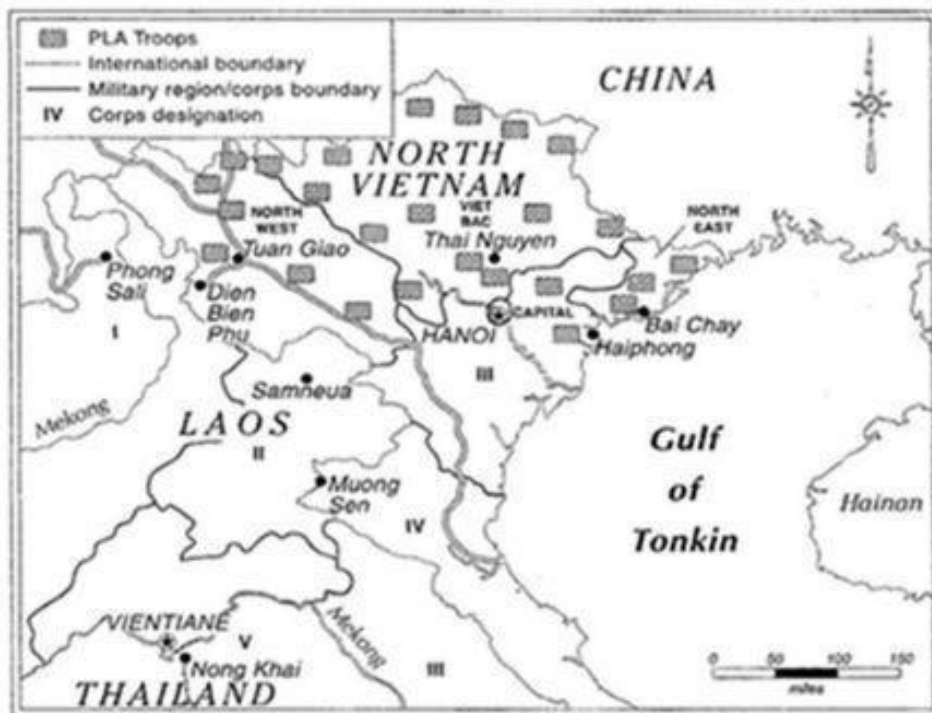 PLA Troops
International boundary
Military region/corps boundary
IV Corps designation
CHINA
NORTH
VIETNAM
VIET
BAC
NORTH
WEST
NORTH
EAST
Tuan Giao
Thai Nguyen
Phong
Sali
Dien
Bien
Phu
CAPITAL
HANOI
Bai Chay
Haiphong
I
III
Samneua
Mekong
LAOS
II
Gulf
of
Tonkin
Muong
Sen
IV
Hainan
VIENTIANE
V
Mekong
Nong Khai
III
THAILAND
0 50 100 150
miles